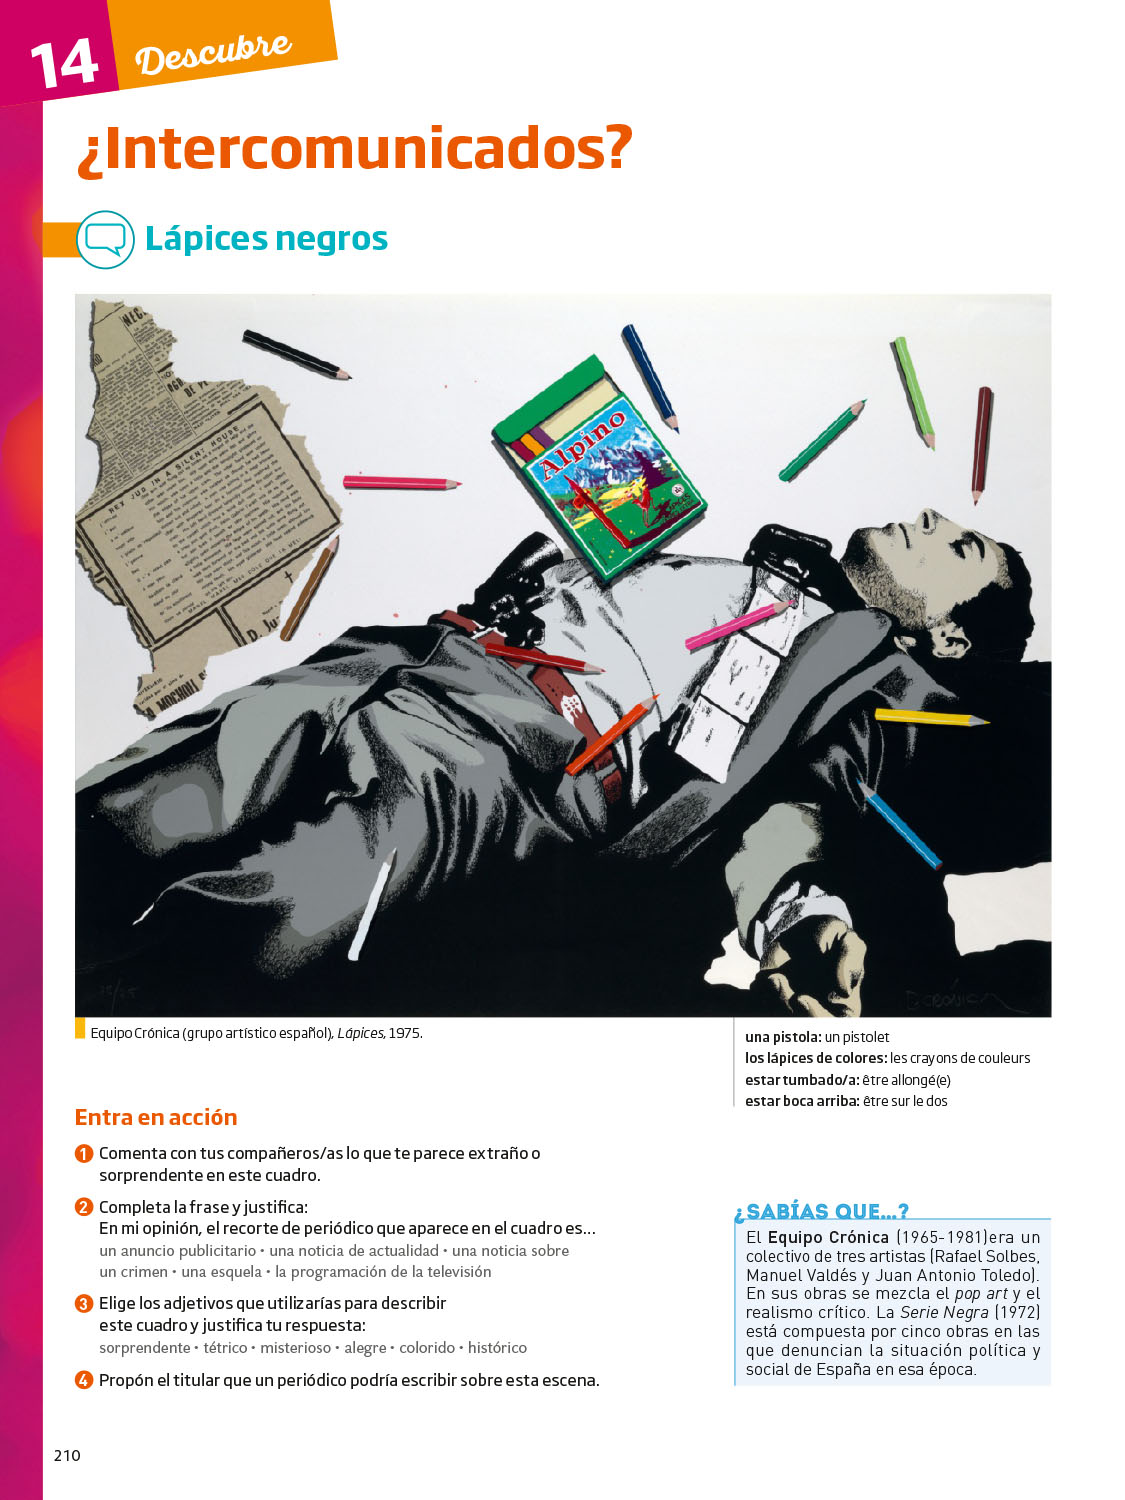 14 Descubre
¿Intercomunicados?
Lápices negros
NEC
DE
HEY JUD IN A SILENT HOUSE
D. Ju
Alpino
Equipo Crónica (grupo artístico español), Lápices, 1975.
una pistola: un pistolet
los lápices de colores: les crayons de couleurs
estar tumbado/a: être allongé(e)
estar boca arriba: être sur le dos
Entra en acción
1 Comenta con tus compañeros/as lo que te parece extraño o
sorprendente en este cuadro.
2 Completa la frase y justifica:
En mi opinión, el recorte de periódico que aparece en el cuadro es...
un anuncio publicitario • una noticia de actualidad • una noticia sobre
un crimen • una esquela • la programación de la televisión
3 Elige los adjetivos que utilizarías para describir
este cuadro y justifica tu respuesta:
sorprendente • tétrico • misterioso • alegre • colorido • histórico
4 Propón el titular que un periódico podría escribir sobre esta escena.
¿SABÍAS QUE...?
El Equipo Crónica (1965-1981)era un
colectivo de tres artistas (Rafael Solbes,
Manuel Valdés y Juan Antonio Toledo).
En sus obras se mezcla el pop art y el
realismo crítico. La Serie Negra (1972)
está compuesta por cinco obras en las
que denuncian la situación política y
social de España en esa época.
210